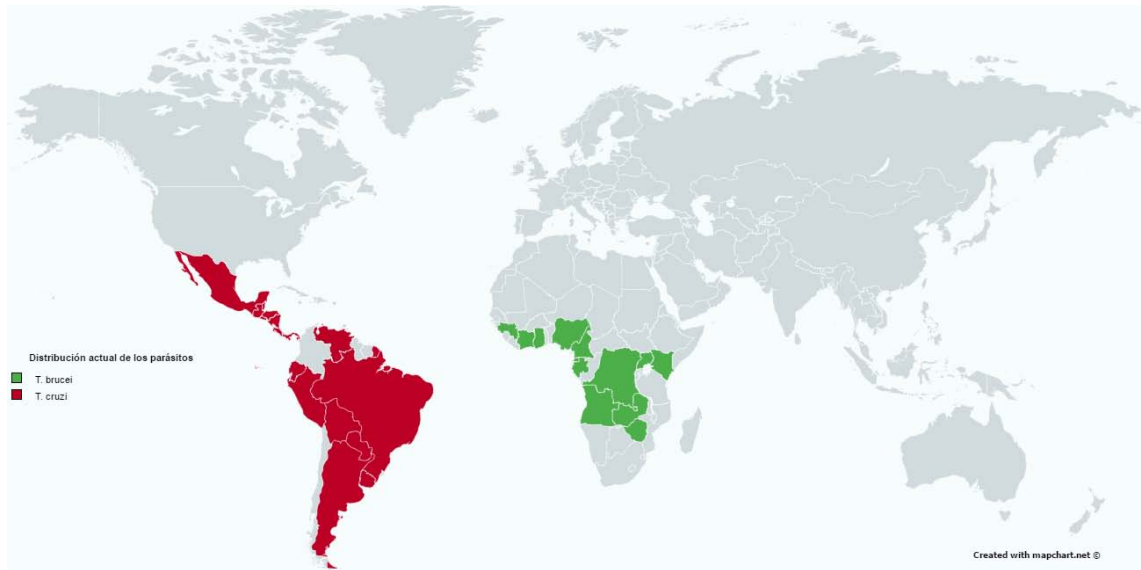 Distribución actual de los parásitos
T. brucei
T. cruzi
Created with mapchart.net ©